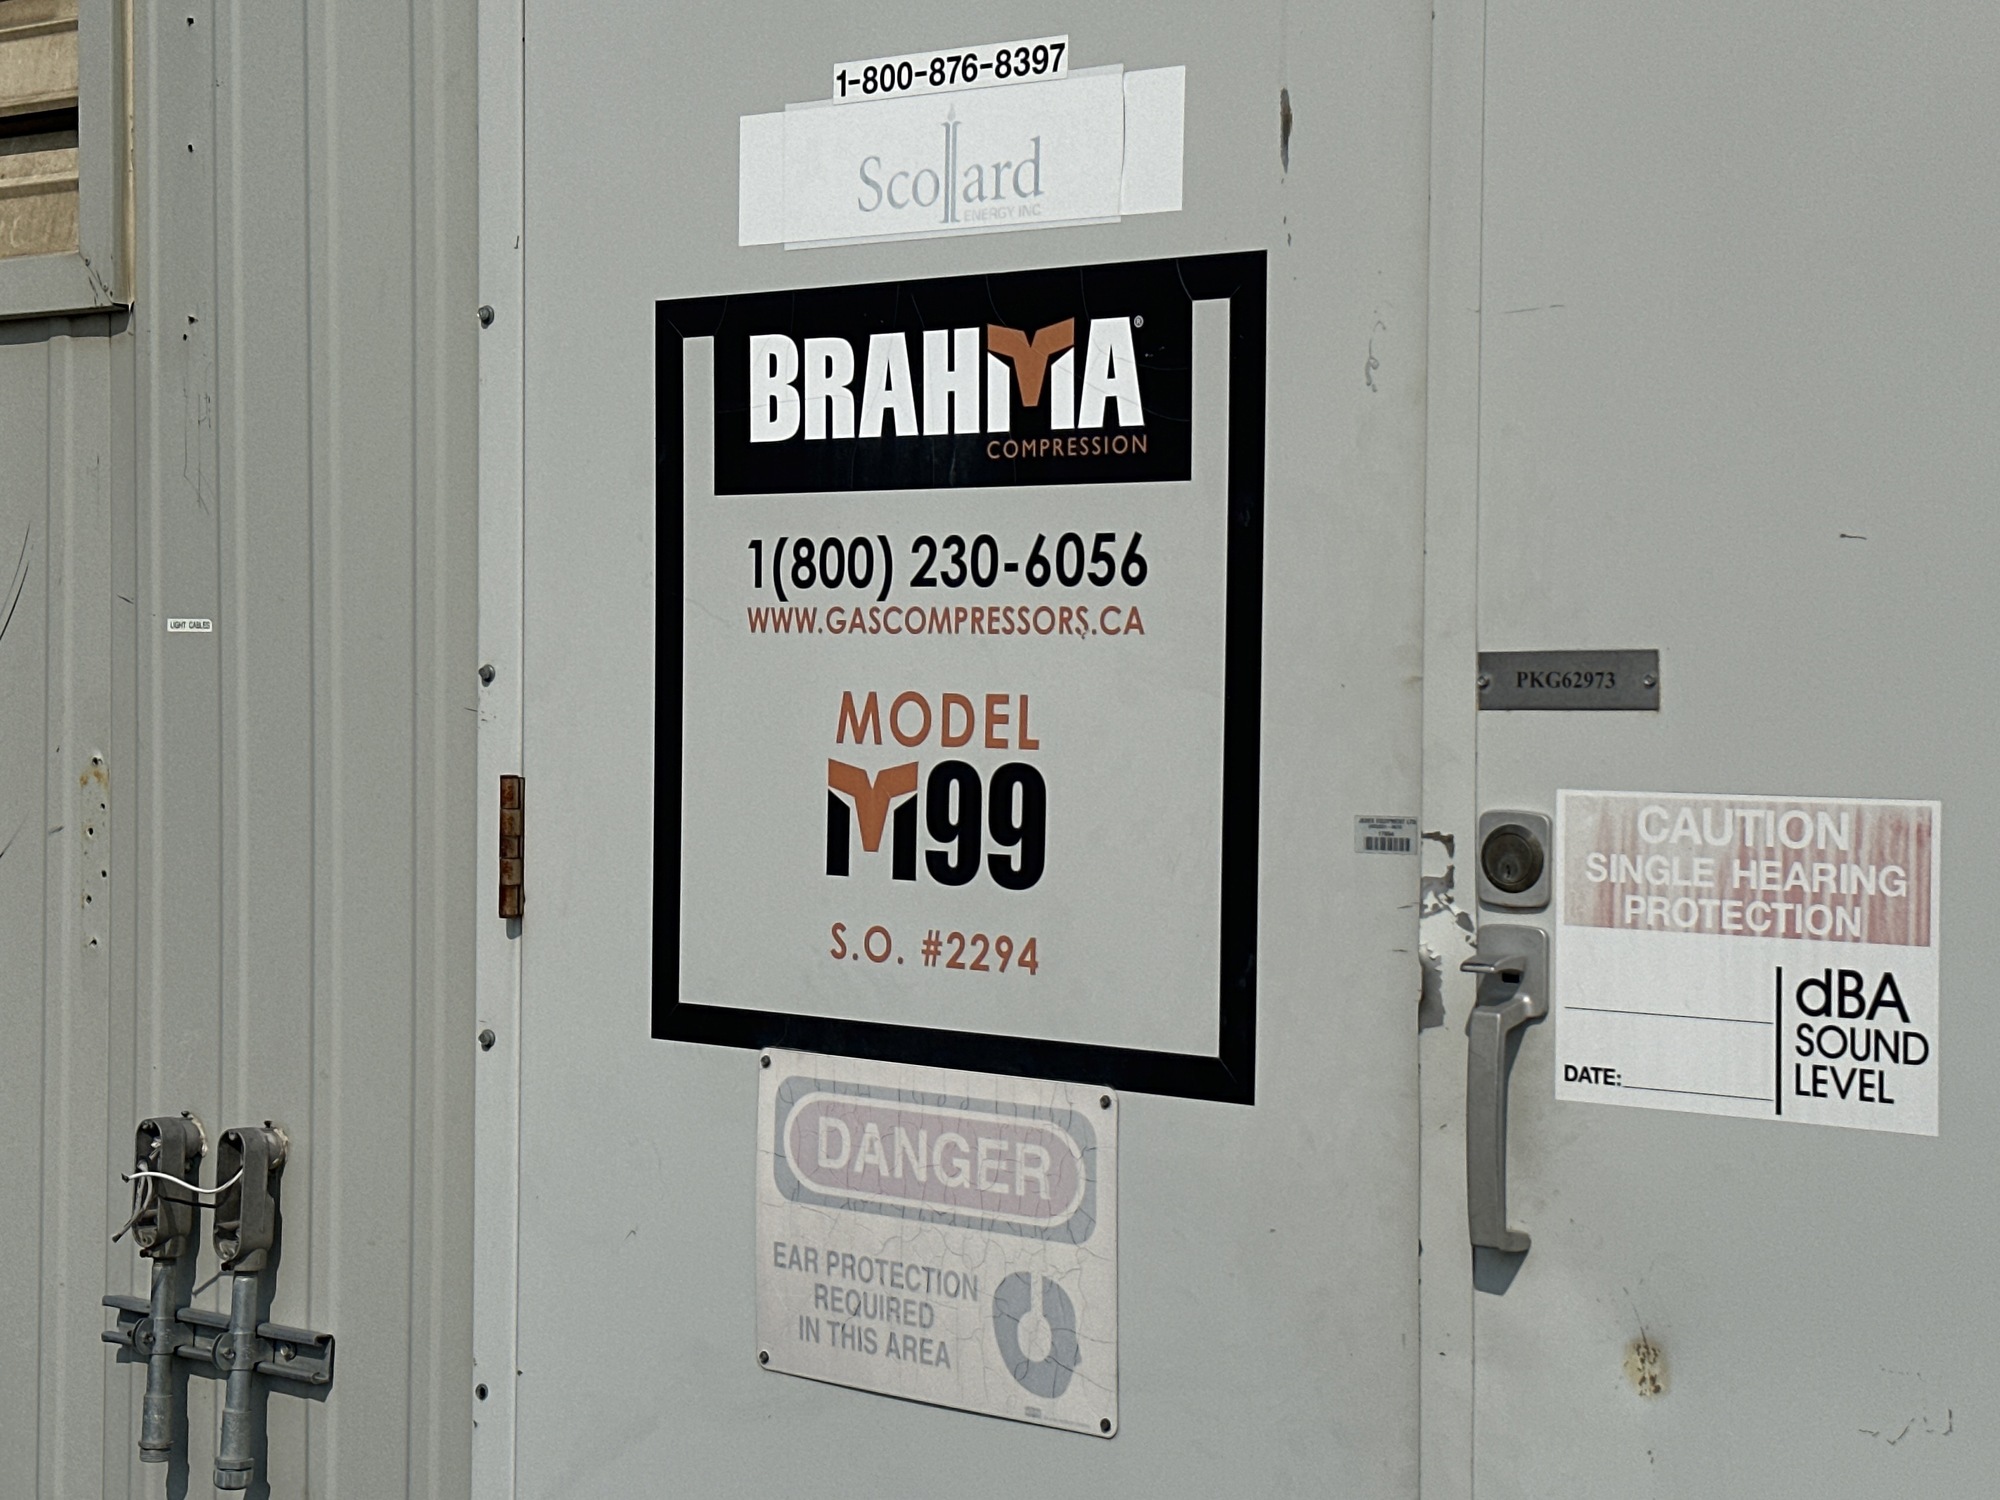 1-800-876-8397
Scollard
ENERGY INC.
BRAHMA®
COMPRESSION
1(800) 230-6056
WWW.GASCOMPRESSORS.CA
MODEL
M99
S.O. #2294
LIGHT CABLES
PKG62973
CAUTION
SINGLE HEARING
PROTECTION
dBA
SOUND
LEVEL
DATE:
DANGER
EAR PROTECTION
REQUIRED
IN THIS AREA